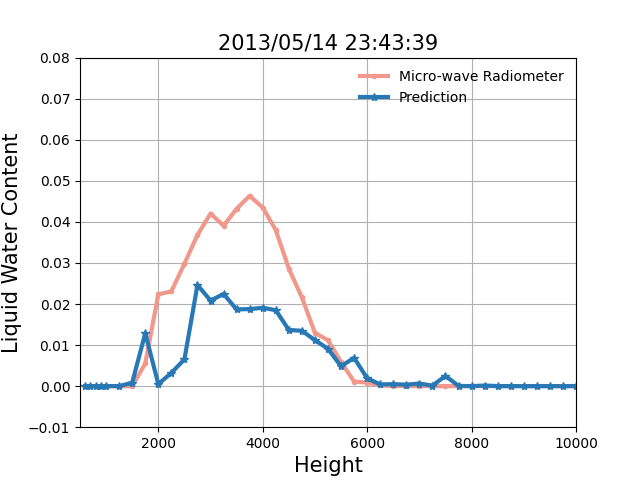 2013/05/14 23:43:39
Micro-wave Radiometer
Prediction
Liquid Water Content
0.08
0.07
0.06
0.05
0.04
0.03
0.02
0.01
0.00
−0.01
2000 4000 6000 8000 10000
Height